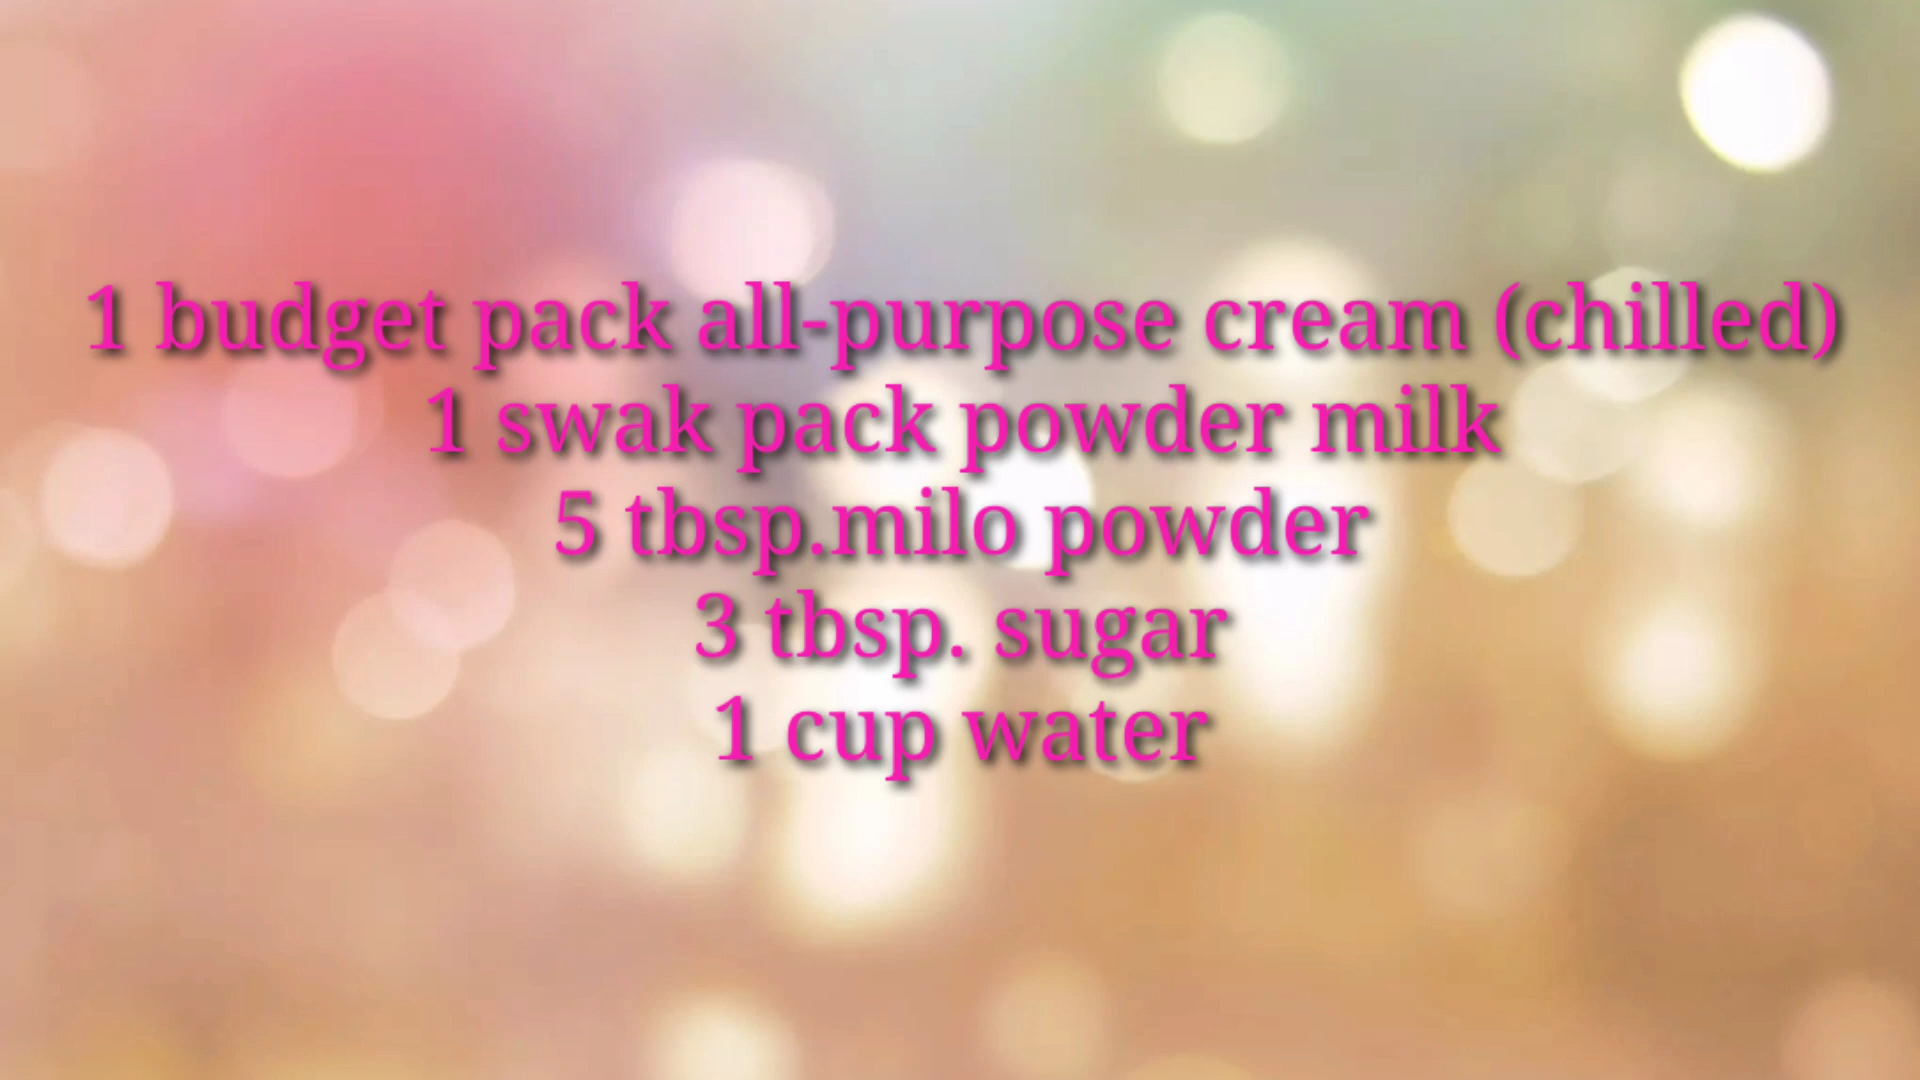 1 budget pack all-purpose cream (chilled)
1 swak pack powder milk
5 tbsp.milo powder
3 tbsp. sugar
1 cup water